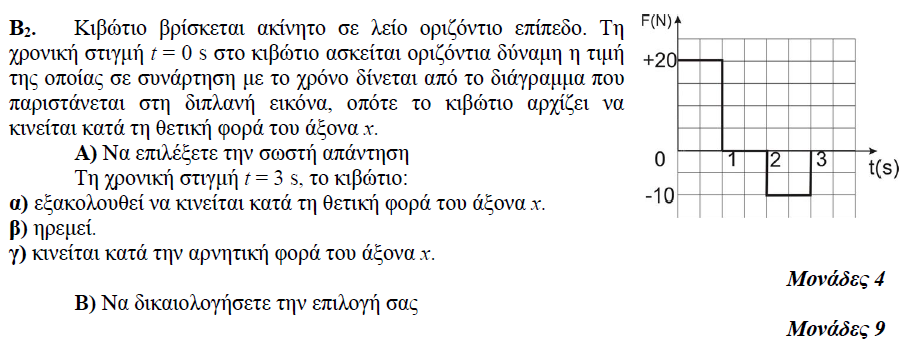 Β2. Κιβώτιο βρίσκεται ακίνητο σε λείο οριζόντιο επίπεδο. Τη
χρονική στιγμή t = 0 s στο κιβώτιο ασκείται οριζόντια δύναμη η τιμή
της οποίας σε συνάρτηση με το χρόνο δίνεται από το διάγραμμα που
παριστάνεται στη διπλανή εικόνα, οπότε το κιβώτιο αρχίζει να
κινείται κατά τη θετική φορά του άξονα x.
Α) Να επιλέξετε την σωστή απάντηση
Τη χρονική στιγμή t = 3 s, το κιβώτιο:
α) εξακολουθεί να κινείται κατά τη θετική φορά του άξονα x.
β) ηρεμεί.
γ) κινείται κατά την αρνητική φορά του άξονα x.
Μονάδες 4
Β) Να δικαιολογήσετε την επιλογή σας
Μονάδες 9
F(N)
+20
0 1 2 3
t(s)
-10